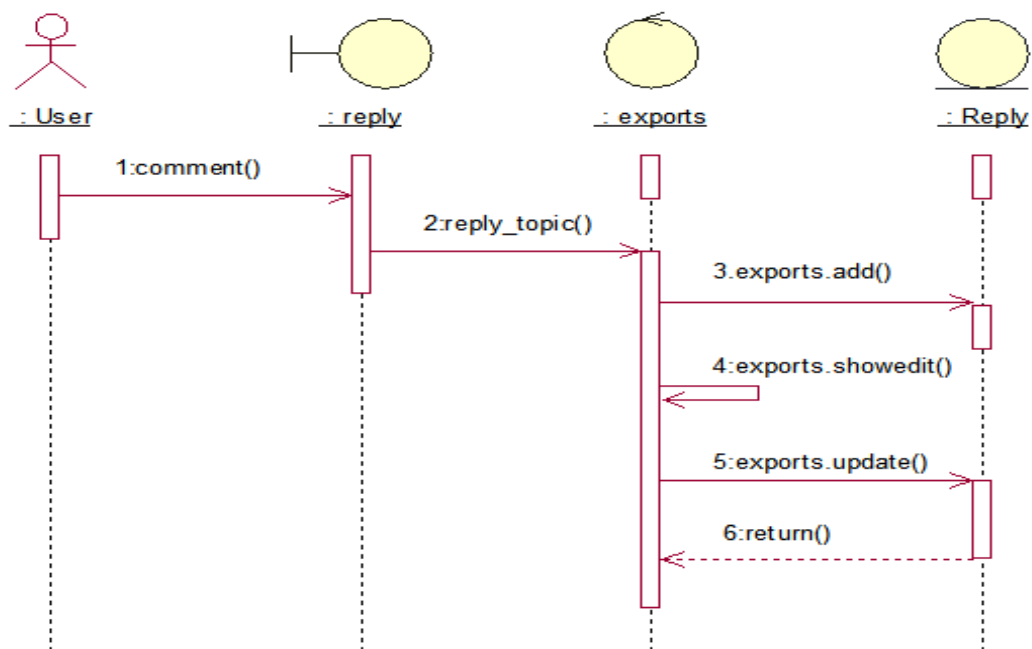 : User
: reply
: exports
: Reply
1:comment()
2:reply_topic()
3.exports.add()
4:exports.showedit()
5:exports.update()
6:return()